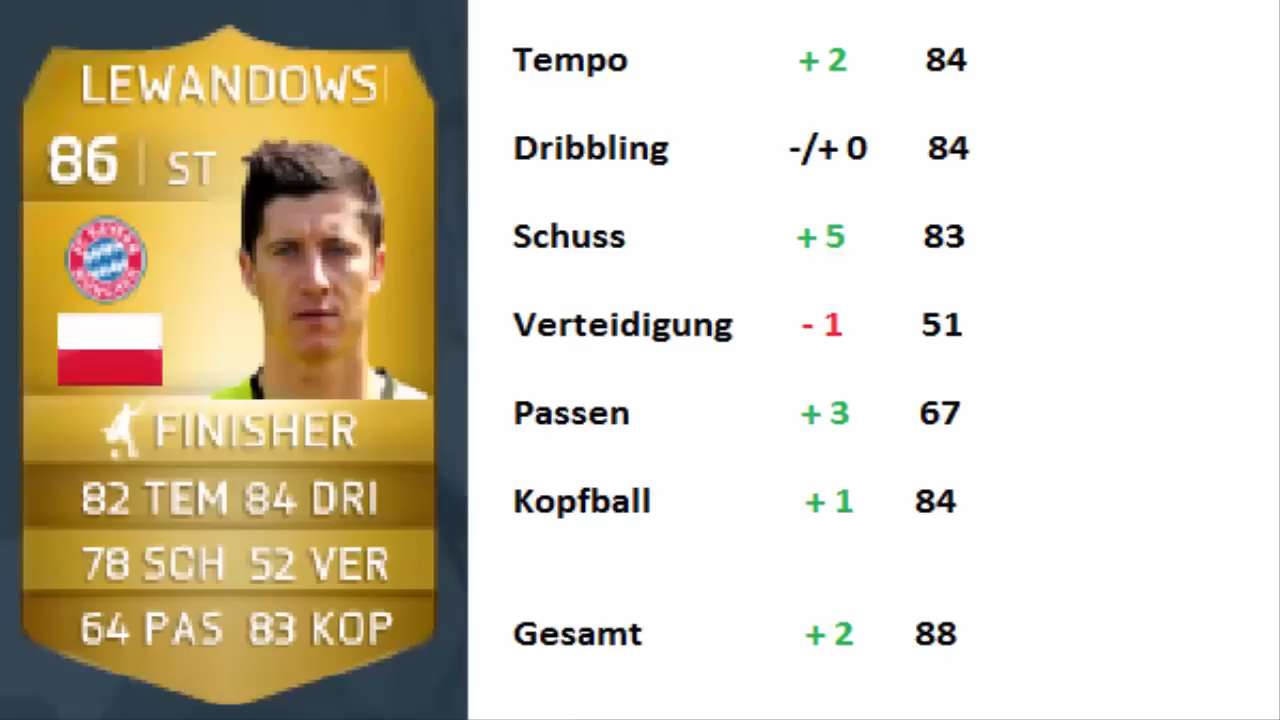 LEWANDOWS
86 | ST
FINISHER
82 TEM 84 DRI
78 SCH 52 VER
64 PAS 83 KOP
Tempo + 2 84
Dribbling -/+ 0 84
Schuss + 5 83
Verteidigung - 1 51
Passen + 3 67
Kopfball + 1 84
Gesamt + 2 88